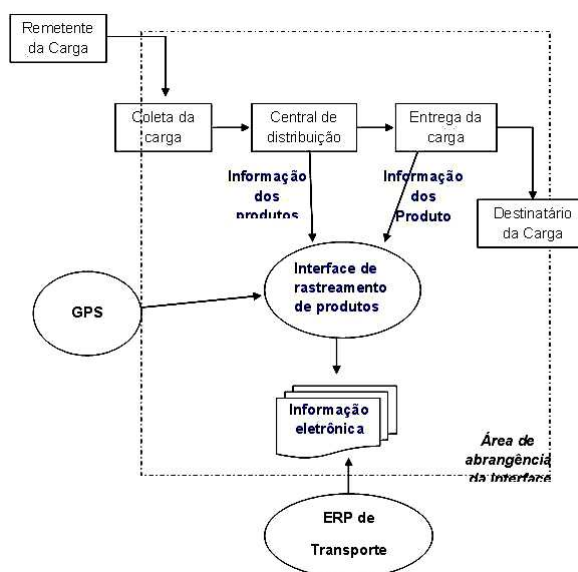 Remetente
da Carga
Coleta da
carga
Central de
distribuição
Entrega da
carga
Informação
dos
produtos
Informação
dos
Produto
Destinatário
da Carga
Interface de
rastreamento
de produtos
GPS
Informação
eletrônica
Área de
abrangência
da Interface
ERP de
Transporte